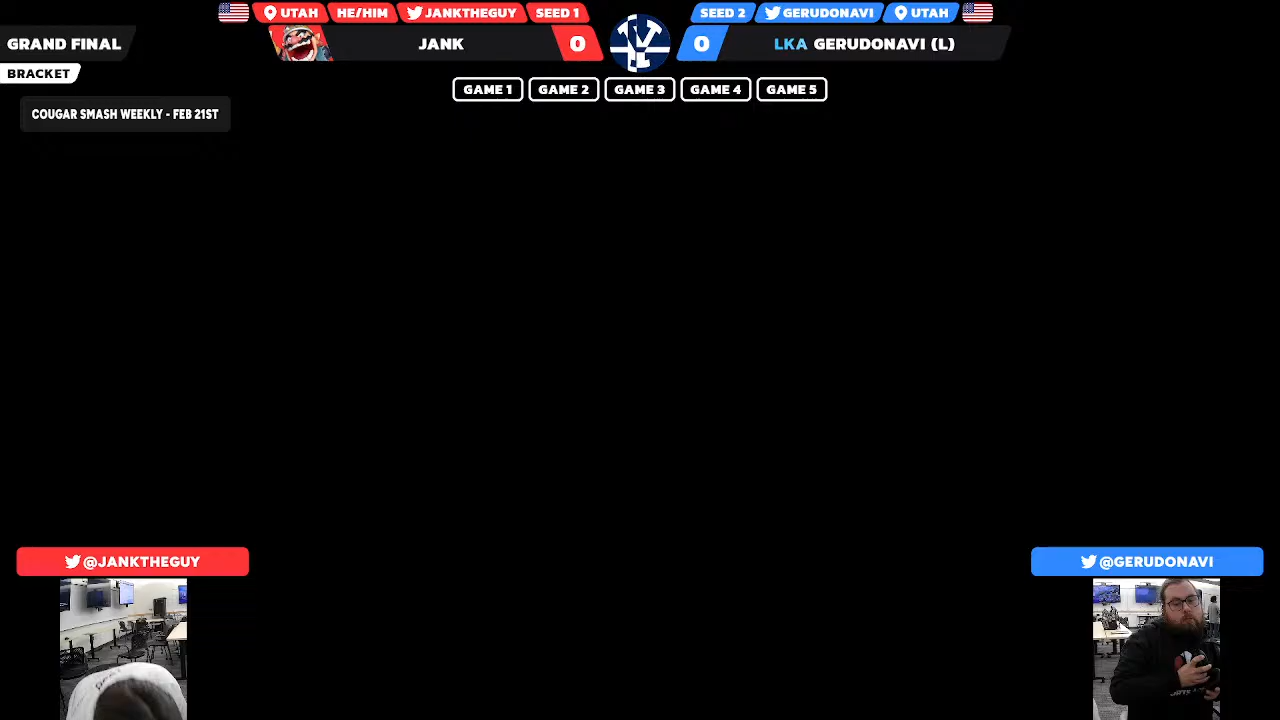 UTAH HE/HIM JANKTHEGUY SEED 1 SEED 2 GERUDONAVI UTAH
GRAND FINAL JANK 0 0 LKA GERUDONAVI (L)
BRACKET
GAME 1 GAME 2 GAME 3 GAME 4 GAME 5
COUGAR SMASH WEEKLY - FEB 21ST
@JANKTHEGUY @GERUDONAVI